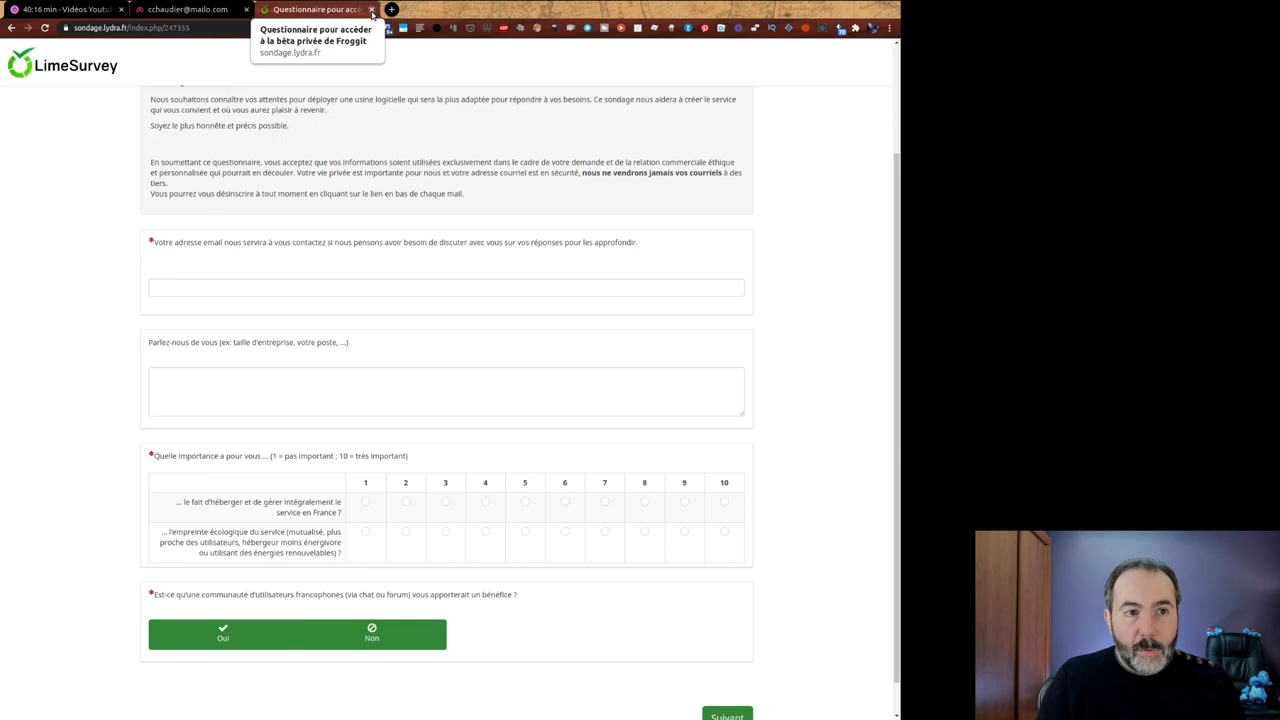 40:16 min - Vidéos Youtub
cchaudier@mailo.com
Questionnaire pour accé
sondage.lydra.fr/index.php/247355
Questionnaire pour accéder
à la bêta privée de Froggit
sondage.lydra.fr
LimeSurvey
Nous souhaitons connaître vos attentes pour déployer une usine logicielle qui sera la plus adaptée pour répondre à vos besoins. Ce sondage nous aidera à créer le service
qui vous convient et où vous aurez plaisir à revenir.
Soyez le plus honnête et précis possible.
En soumettant ce questionnaire, vous acceptez que vos informations soient utilisées exclusivement dans le cadre de votre demande et de la relation commerciale éthique
et personnalisée qui pourrait en découler. Votre vie privée est importante pour nous et votre adresse courriel est en sécurité, nous ne vendrons jamais vos courriels à des
tiers.
Vous pourrez vous désinscrire à tout moment en cliquant sur le lien en bas de chaque mail.
*Votre adresse email nous servira à vous contactez si nous pensons avoir besoin de discuter avec vous sur vos réponses pour les approfondir.
Parlez-nous de vous (ex: taille d'entreprise, votre poste, ...)
*Quelle importance a pour vous ... (1 = pas important ; 10 = très important)
1 2 3 4 5 6 7 8 9 10
... le fait d'héberger et de gérer intégralement le
service en France ?
... l'empreinte écologique du service (mutualisé, plus
proche des utilisateurs, hébergeur moins énergivore
ou utilisant des énergies renouvelables) ?
*Est-ce qu'une communauté d'utilisateurs francophones (via chat ou forum) vous apporterait un bénéfice ?
Oui Non
Suivant